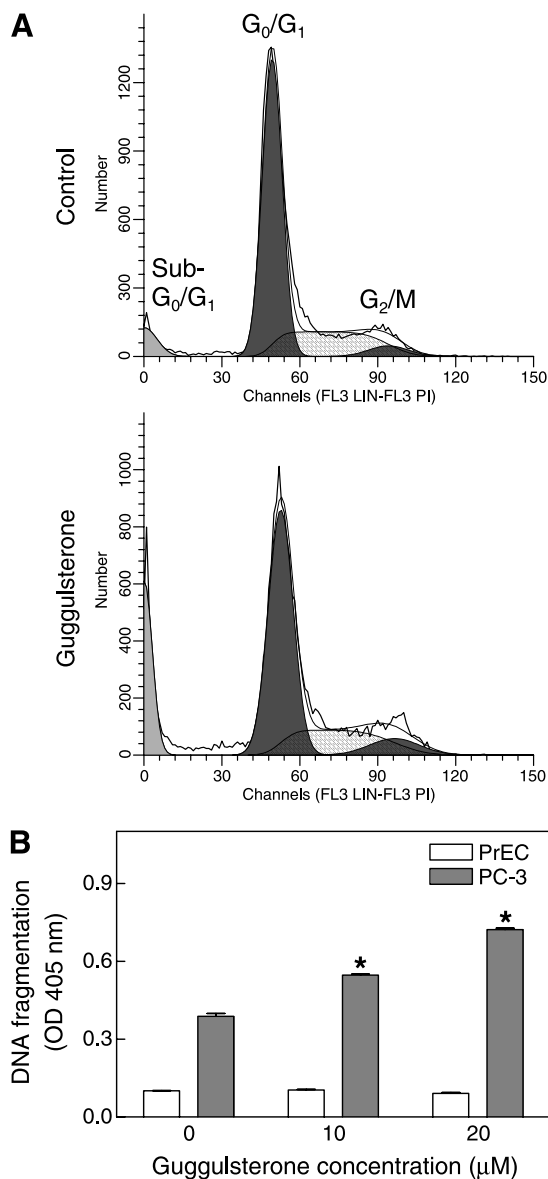 A
G0/G1
Control
Number
1200
900
600
300
0
Sub-
G0/G1
G2/M
0 30 60 90 120 150
Channels (FL3 LIN-FL3 PI)
Guggulsterone
Number
1000
800
600
400
200
0
0 30 60 90 120 150
Channels (FL3 LIN-FL3 PI)
B
PrEC
PC-3
DNA fragmentation
(OD 405 nm)
0.9
0.6
0.3
0.0
* *
0 10 20
Guggulsterone concentration (μM)